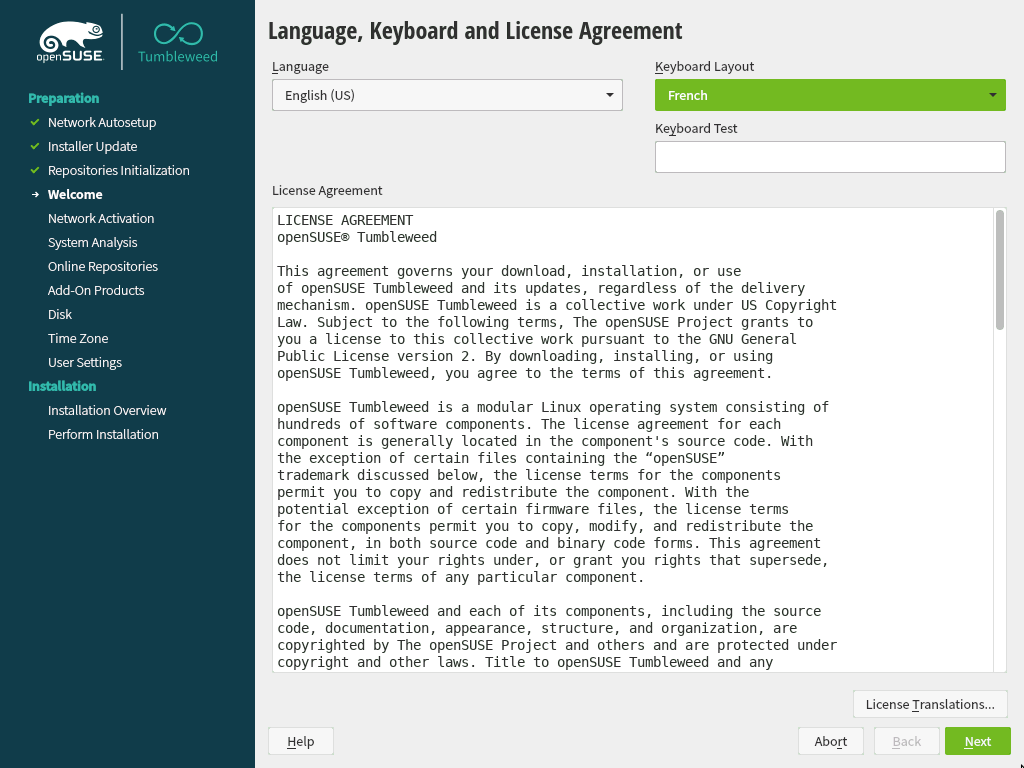 openSUSE
Tumbleweed
Preparation
Network Autosetup
Installer Update
Repositories Initialization
Welcome
Network Activation
System Analysis
Online Repositories
Add-On Products
Disk
Time Zone
User Settings
Installation
Installation Overview
Perform Installation
Language, Keyboard and License Agreement
Language
English (US)
Keyboard Layout
French
Keyboard Test
License Agreement
LICENSE AGREEMENT
openSUSE® Tumbleweed
This agreement governs your download, installation, or use
of openSUSE Tumbleweed and its updates, regardless of the delivery
mechanism. openSUSE Tumbleweed is a collective work under US Copyright
Law. Subject to the following terms, The openSUSE Project grants to
you a license to this collective work pursuant to the GNU General
Public License version 2. By downloading, installing, or using
openSUSE Tumbleweed, you agree to the terms of this agreement.
openSUSE Tumbleweed is a modular Linux operating system consisting of
hundreds of software components. The license agreement for each
component is generally located in the component's source code. With
the exception of certain files containing the “openSUSE”
trademark discussed below, the license terms for the components
permit you to copy and redistribute the component. With the
potential exception of certain firmware files, the license terms
for the components permit you to copy, modify, and redistribute the
component, in both source code and binary code forms. This agreement
does not limit your rights under, or grant you rights that supersede,
the license terms of any particular component.
openSUSE Tumbleweed and each of its components, including the source
code, documentation, appearance, structure, and organization, are
copyrighted by The openSUSE Project and others and are protected under
copyright and other laws. Title to openSUSE Tumbleweed and any
License Translations...
Help
Abort
Back
Next